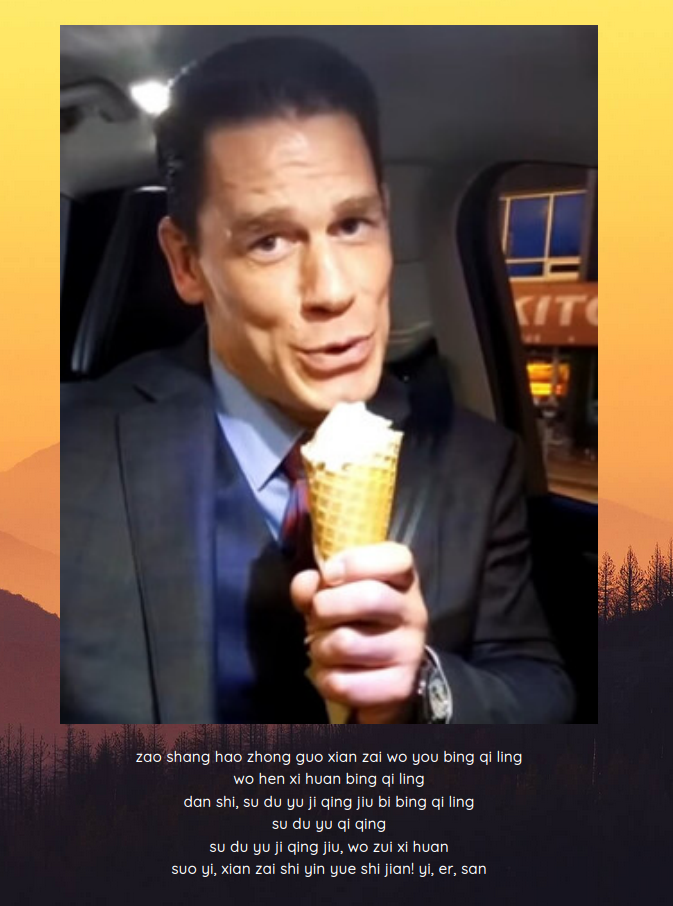 KITC
zao shang hao zhong guo xian zai wo you bing qi ling
wo hen xi huan bing qi ling
dan shi, su du yu ji qing jiu bi bing qi ling
su du yu qi qing
su du yu ji qing jiu, wo zui xi huan
suo yi, xian zai shi yin yue shi jian! yi, er, san